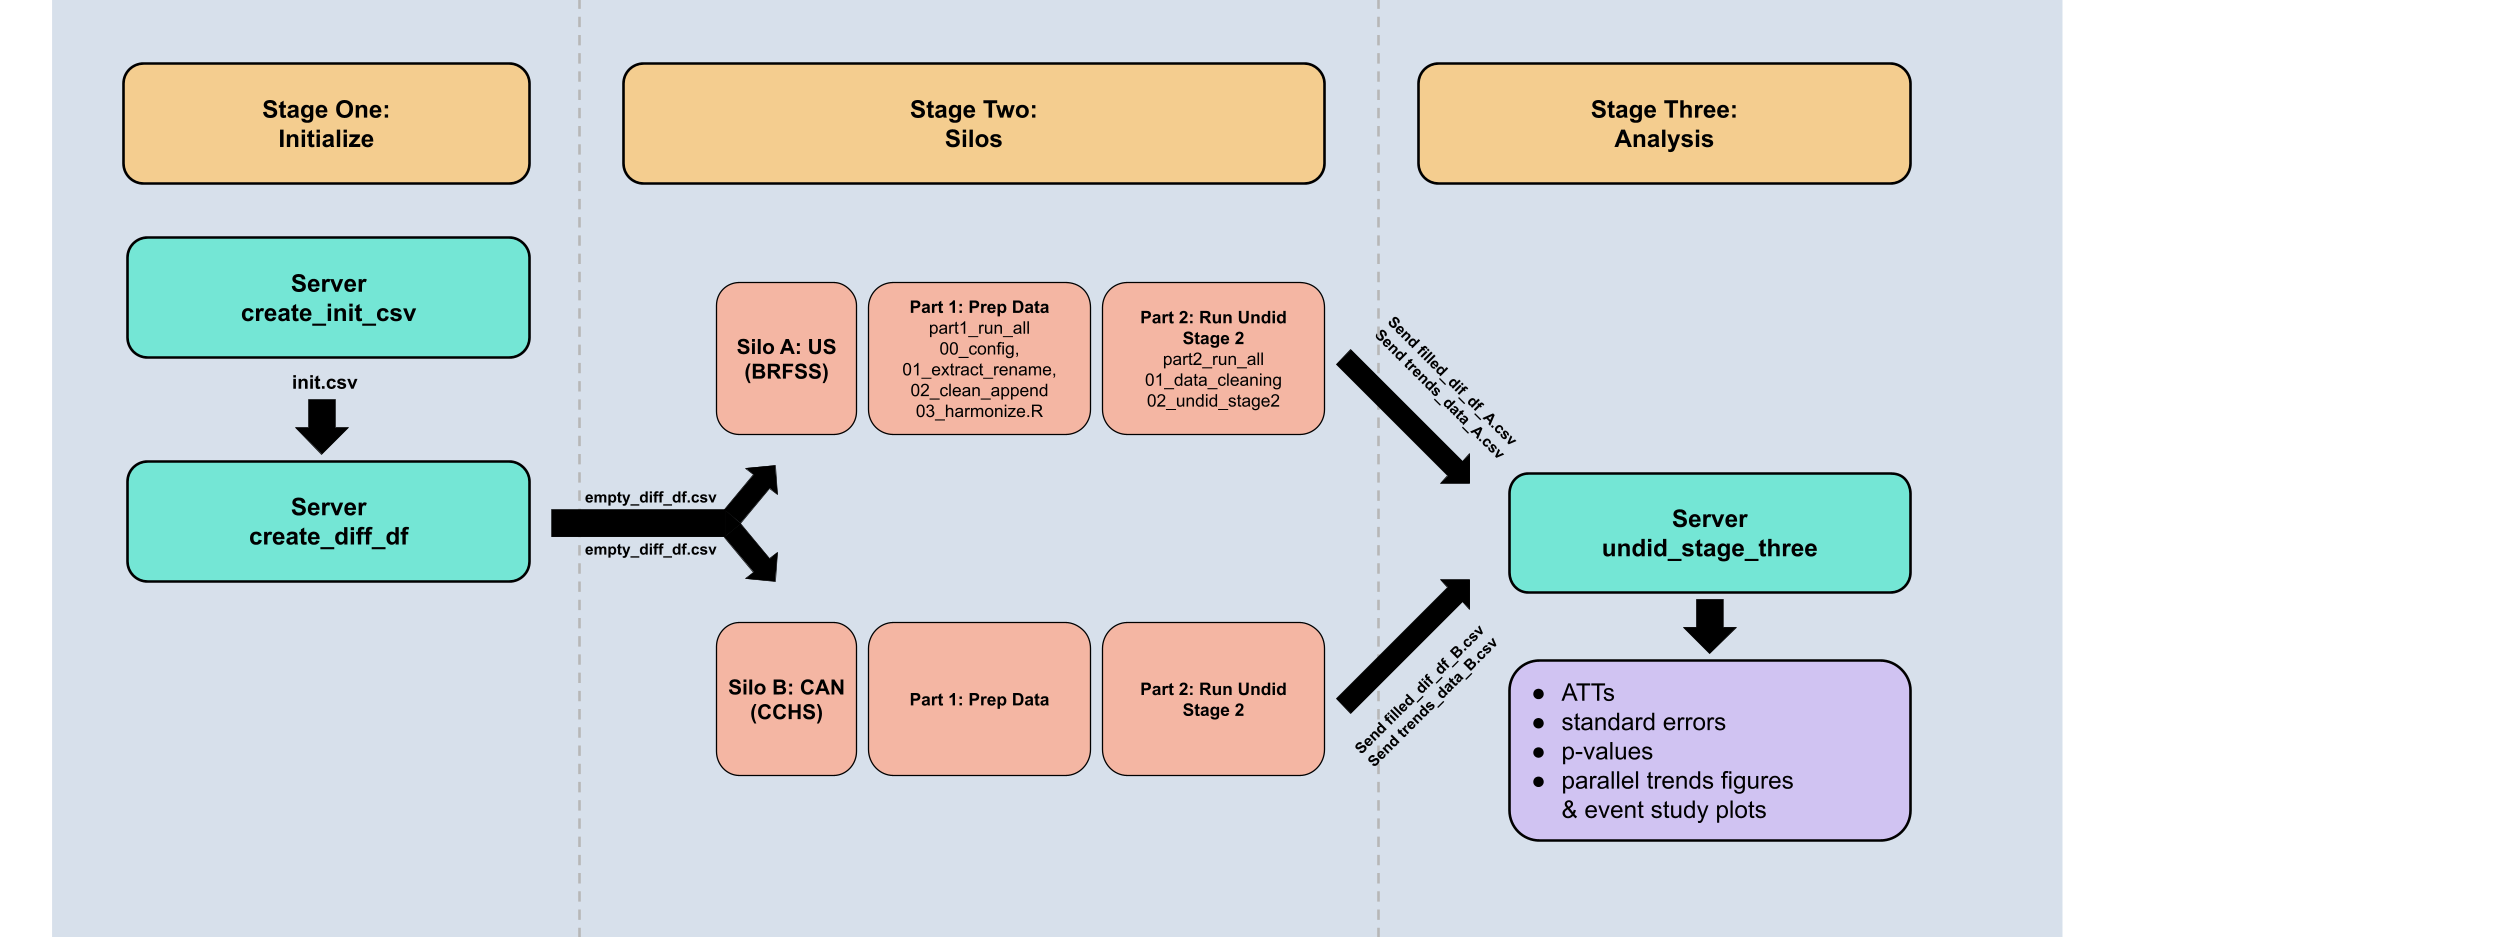 Stage One:
Initialize
Server
create_init_csv
init.csv
Server
create_diff_df
empty_diff_df.csv
empty_diff_df.csv
Stage Two:
Silos
Silo A: US
(BRFSS)
Part 1: Prep Data
part1_run_all
00_config,
01_extract_rename,
02_clean_append
03_harmonize.R
Part 2: Run Undid
Stage 2
part2_run_all
01_data_cleaning
02_undid_stage2
Silo B: CAN
(CCHS)
Part 1: Prep Data
Part 2: Run Undid
Stage 2
Send filled_dif_df_A.csv
Send trends_data_A.csv
Send filled_dif_df_B.csv
Send trends_data_B.csv
Stage Three:
Analysis
Server
undid_stage_three
● ATTs
● standard errors
● p-values
● parallel trends figures
& event study plots